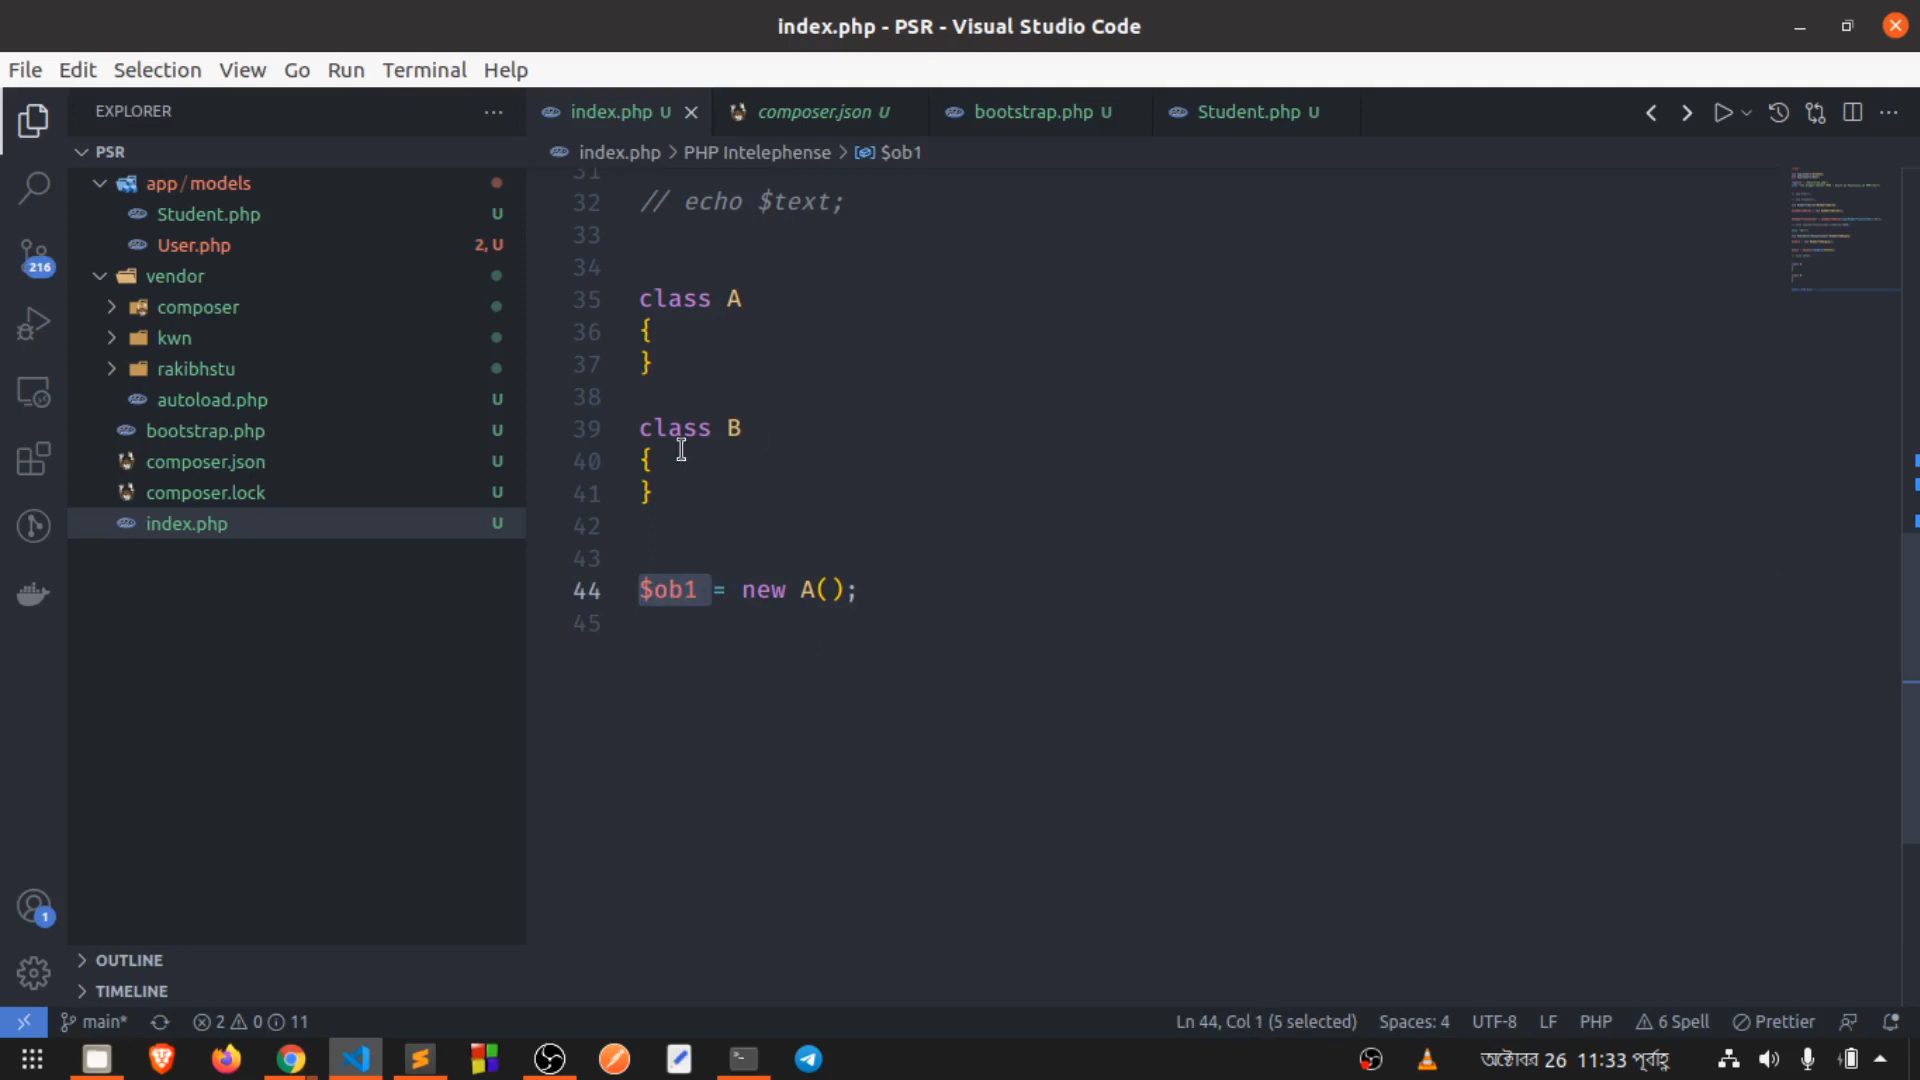 index.php - PSR - Visual Studio Code
File Edit Selection View Go Run Terminal Help
EXPLORER
index.php U
composer.json U
bootstrap.php U
Student.php U
PSR
index.php > PHP Intelephense > $ob1
app/models
Student.php U
User.php 2, U
vendor
composer
kwn
rakibhstu
autoload.php U
bootstrap.php U
composer.json U
composer.lock U
index.php U
31
32 // echo $text;
33
34
35 class A
36 {
37 }
38
39 class B
40 {
41 }
42
43
44 $ob1 = new A();
45
216
1
OUTLINE
TIMELINE
main* 2 0 11 Ln 44, Col 1 (5 selected) Spaces: 4 UTF-8 LF PHP 6 Spell Prettier
অক্টোবর 26 11:33 পূর্বাহ্ণ